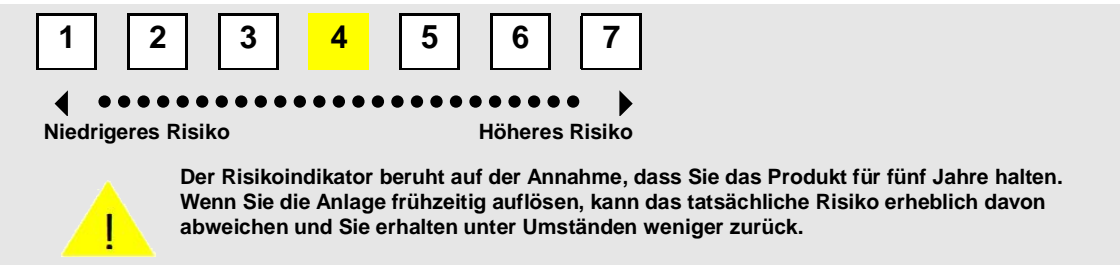 1 2 3 4 5 6 7
Niedrigeres Risiko Höheres Risiko
Der Risikoindikator beruht auf der Annahme, dass Sie das Produkt für fünf Jahre halten.
Wenn Sie die Anlage frühzeitig auflösen, kann das tatsächliche Risiko erheblich davon
abweichen und Sie erhalten unter Umständen weniger zurück.
!